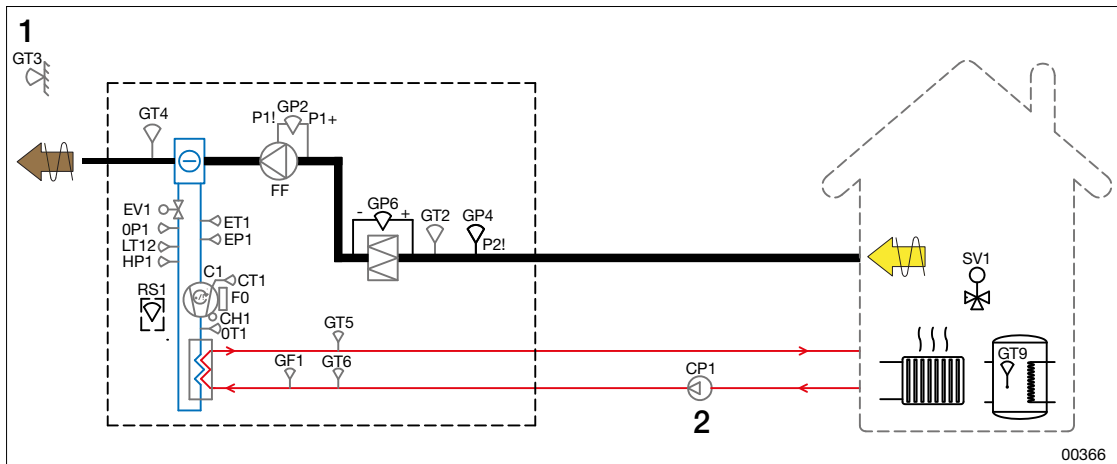 1
GT3
GT4
GP2
P1! P1+
FF
GP6
- +
GT2
GP4
P2!
EV1
0P1
LT12
HP1
ET1
EP1
C1
CT1
F0
RS1
CH1
0T1
GT5
GF1
GT6
CP1
2
SV1
GT9
00366